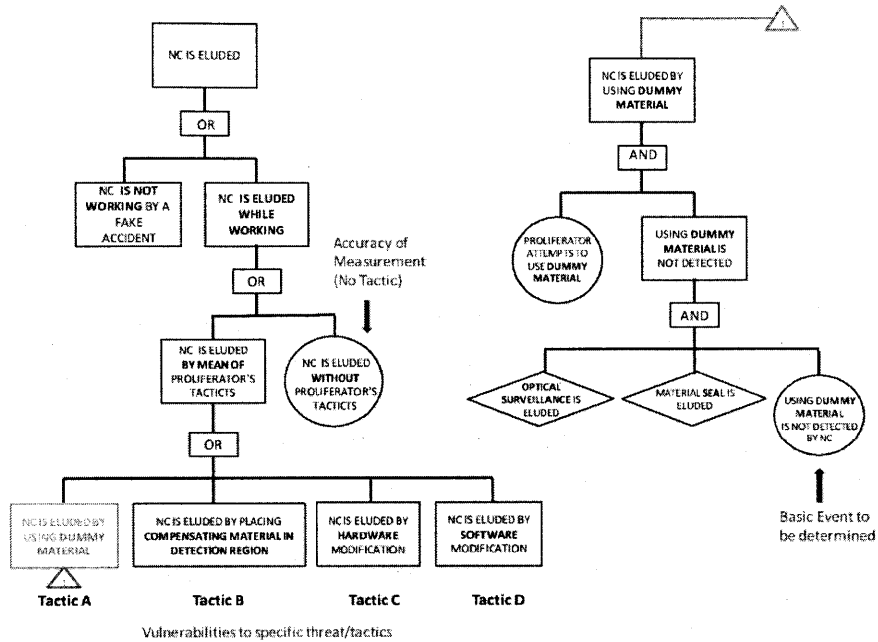 NC IS ELUDED
OR
NC IS NOT
WORKING BY A
FAKE
ACCIDENT
NC IS ELUDED
WHILE
WORKING
Accuracy of
Measurement
(No Tactic)
OR
NC IS ELUDED
BY MEAN OF
PROLIFERATOR'S
TACTICTS
NC IS ELUDED
WITHOUT
PROLIFERATOR'S
TACTICTS
OR
NC IS ELUDED BY
USING DUMMY
MATERIAL
NC IS ELUDED BY PLACING
COMPENSATING MATERIAL IN
DETECTION REGION
NC IS ELUDED BY
HARDWARE
MODIFICATION
NC IS ELUDED BY
SOFTWARE
MODIFICATION
Tactic A
Tactic B
Tactic C
Tactic D
Vulnerabilities to specific threat/tactics
NC IS ELUDED BY
USING DUMMY
MATERIAL
AND
PROLIFERATOR
ATTEMPTS TO
USE DUMMY
MATERIAL
USING DUMMY
MATERIAL IS
NOT DETECTED
AND
OPTICAL
SURVEILLANCE IS
ELUDED
MATERIAL SEAL IS
ELUDED
USING DUMMY
MATERIAL
IS NOT DETECTED
BY NC
Basic Event to
be determined